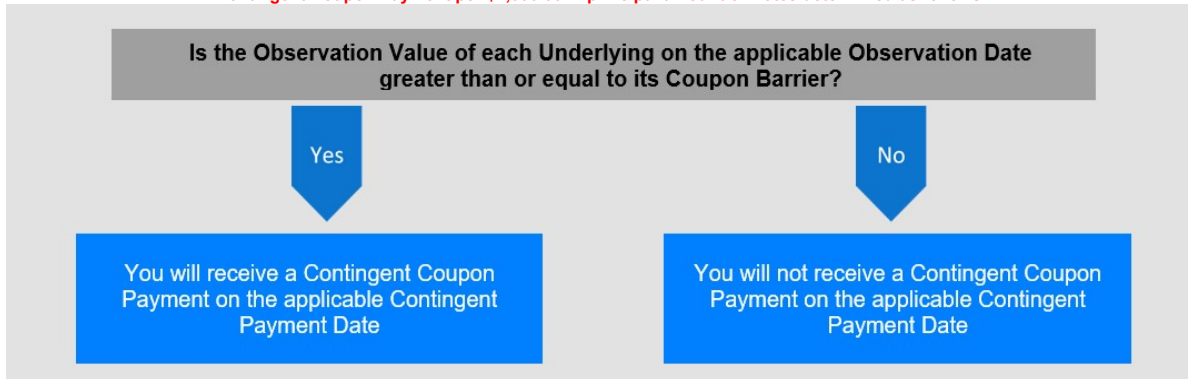 Is the Observation Value of each Underlying on the applicable Observation Date
greater than or equal to its Coupon Barrier?
Yes
No
You will receive a Contingent Coupon
Payment on the applicable Contingent
Payment Date
You will not receive a Contingent Coupon
Payment on the applicable Contingent
Payment Date